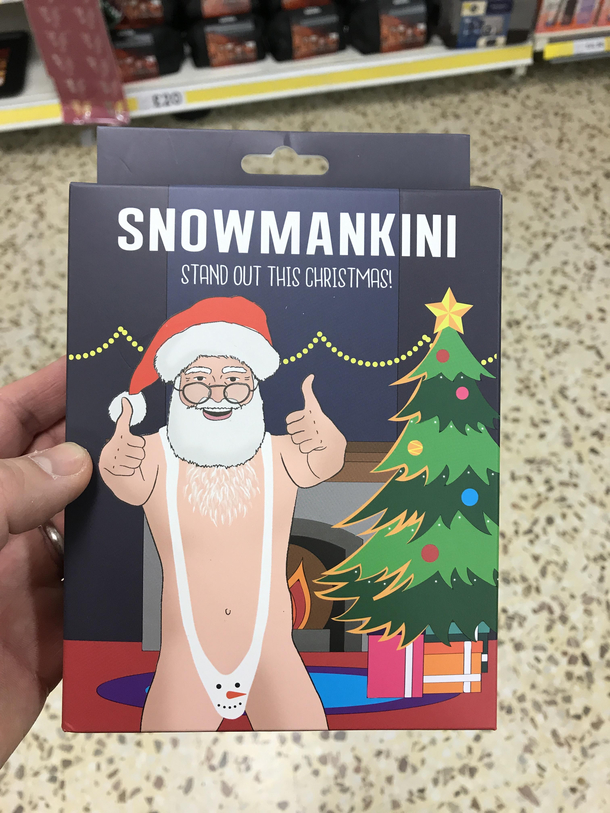 SNOWMANKINI
STAND OUT THIS CHRISTMAS!
£20